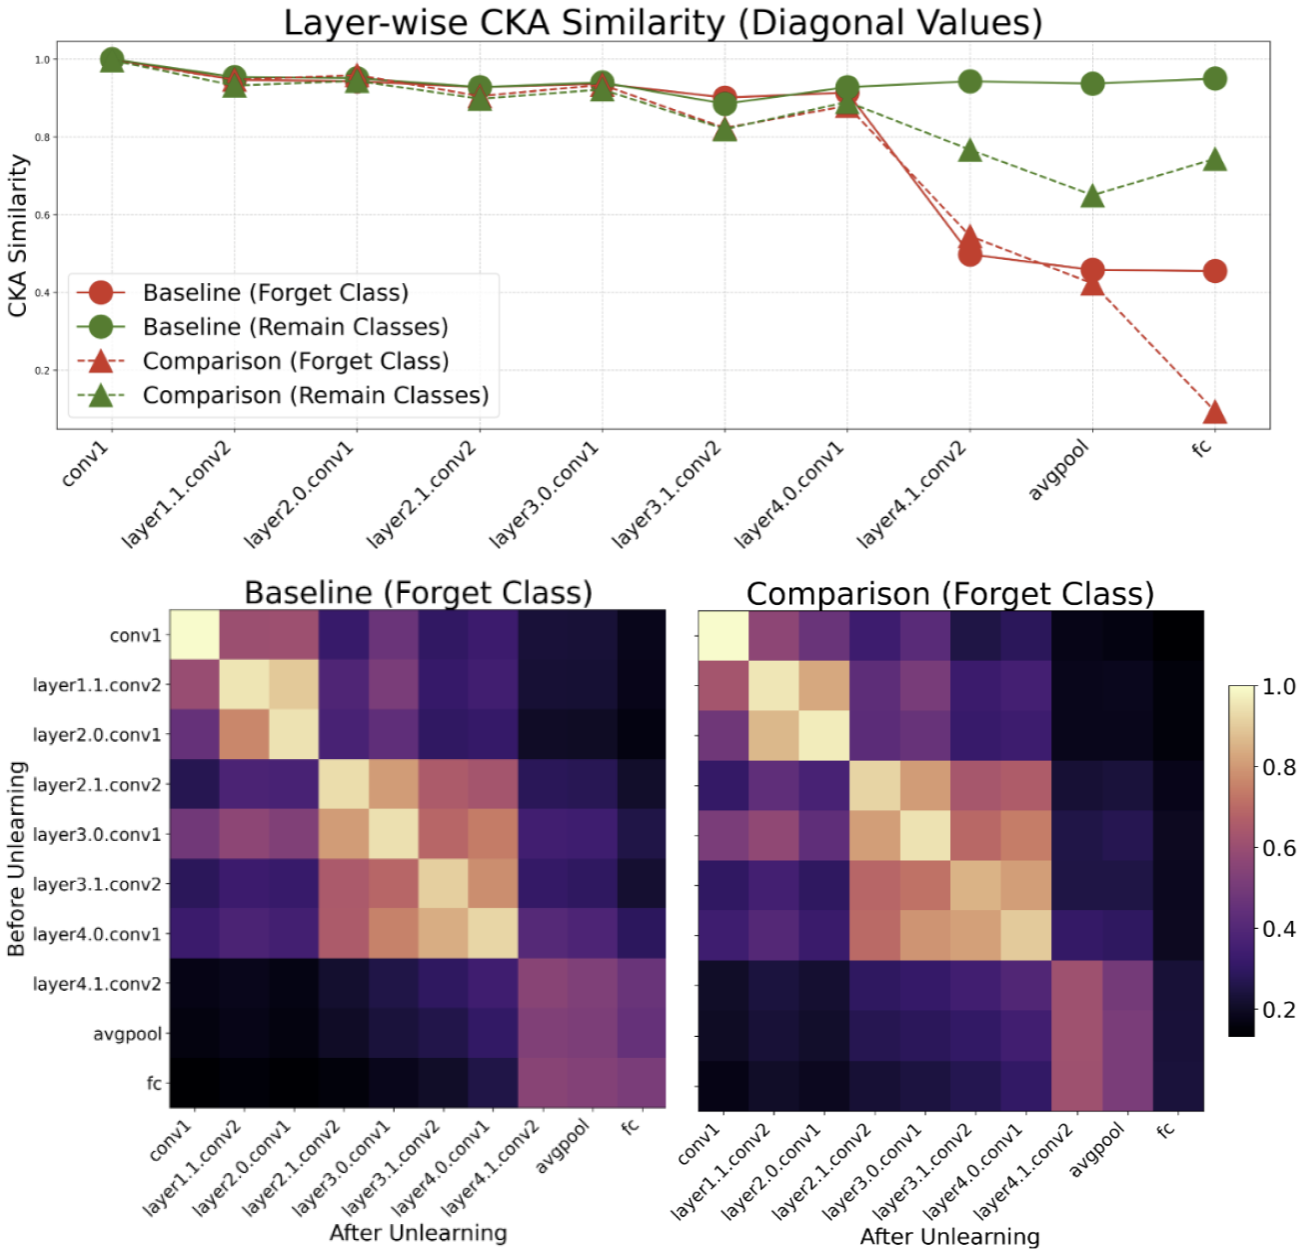 Layer-wise CKA Similarity (Diagonal Values)
CKA Similarity
1.0
0.8
0.6
0.4
0.2
Baseline (Forget Class)
Baseline (Remain Classes)
Comparison (Forget Class)
Comparison (Remain Classes)
conv1
layer1.1.conv2
layer2.0.conv1
layer2.1.conv2
layer3.0.conv1
layer3.1.conv2
layer4.0.conv1
layer4.1.conv2
avgpool
fc
Baseline (Forget Class)
Before Unlearning
conv1
layer1.1.conv2
layer2.0.conv1
layer2.1.conv2
layer3.0.conv1
layer3.1.conv2
layer4.0.conv1
layer4.1.conv2
avgpool
fc
conv1
layer1.1.conv2
layer2.0.conv1
layer2.1.conv2
layer3.0.conv1
layer3.1.conv2
layer4.0.conv1
layer4.1.conv2
avgpool
fc
After Unlearning
Comparison (Forget Class)
conv1
layer1.1.conv2
layer2.0.conv1
layer2.1.conv2
layer3.0.conv1
layer3.1.conv2
layer4.0.conv1
layer4.1.conv2
avgpool
fc
After Unlearning
1.0
0.8
0.6
0.4
0.2